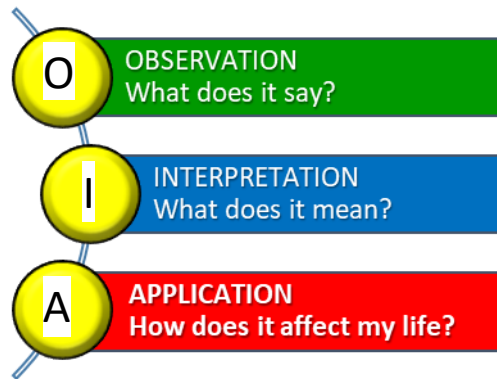 O
OBSERVATION
What does it say?
I
INTERPRETATION
What does it mean?
A
APPLICATION
How does it affect my life?